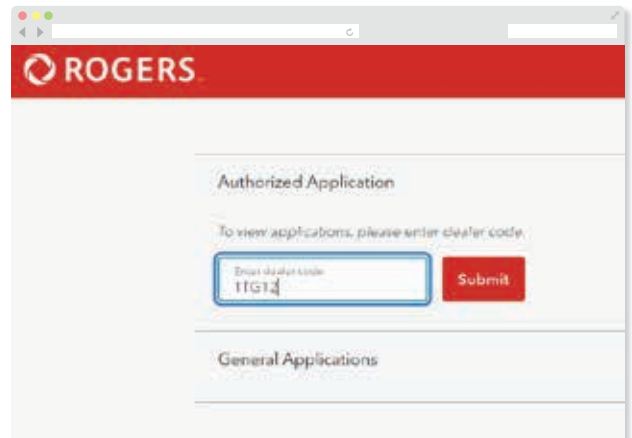 ROGERS
Authorized Application
To view applications, please enter dealer code.
Enter dealer code
1TG12
Submit
General Applications